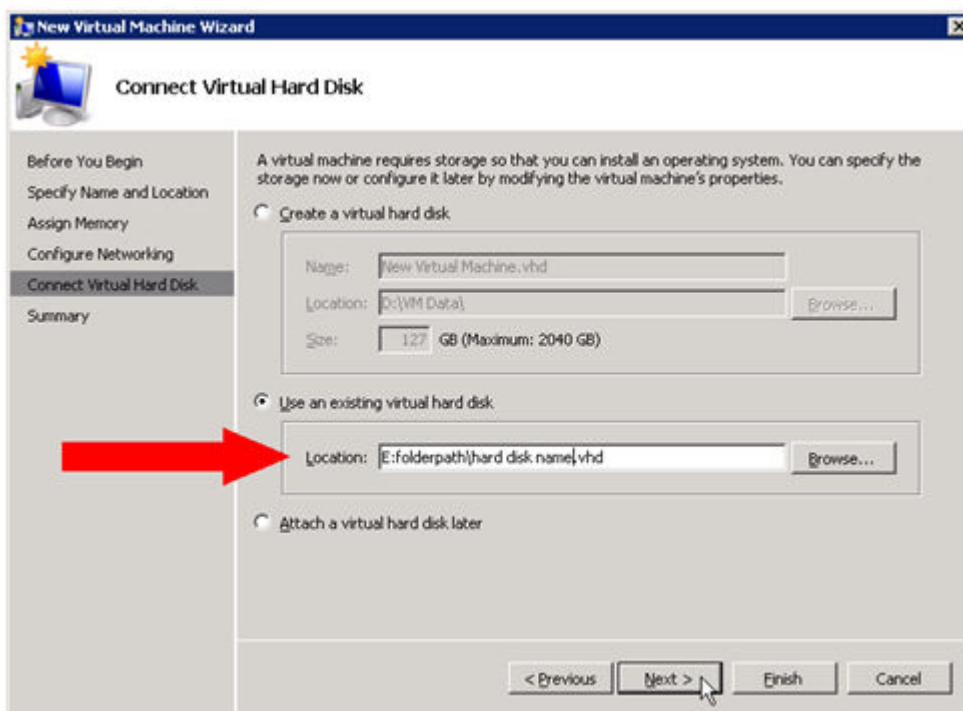 New Virtual Machine Wizard
Connect Virtual Hard Disk
Before You Begin
Specify Name and Location
Assign Memory
Configure Networking
Connect Virtual Hard Disk
Summary
A virtual machine requires storage so that you can install an operating system. You can specify the
storage now or configure it later by modifying the virtual machine's properties.
Create a virtual hard disk
Name: New Virtual Machine.vhd
Location: D:\VM Data\ Browse...
Size: 127 GB (Maximum: 2040 GB)
Use an existing virtual hard disk
Location: E:folderpath\hard disk name.vhd Browse...
Attach a virtual hard disk later
< Previous Next > Finish Cancel